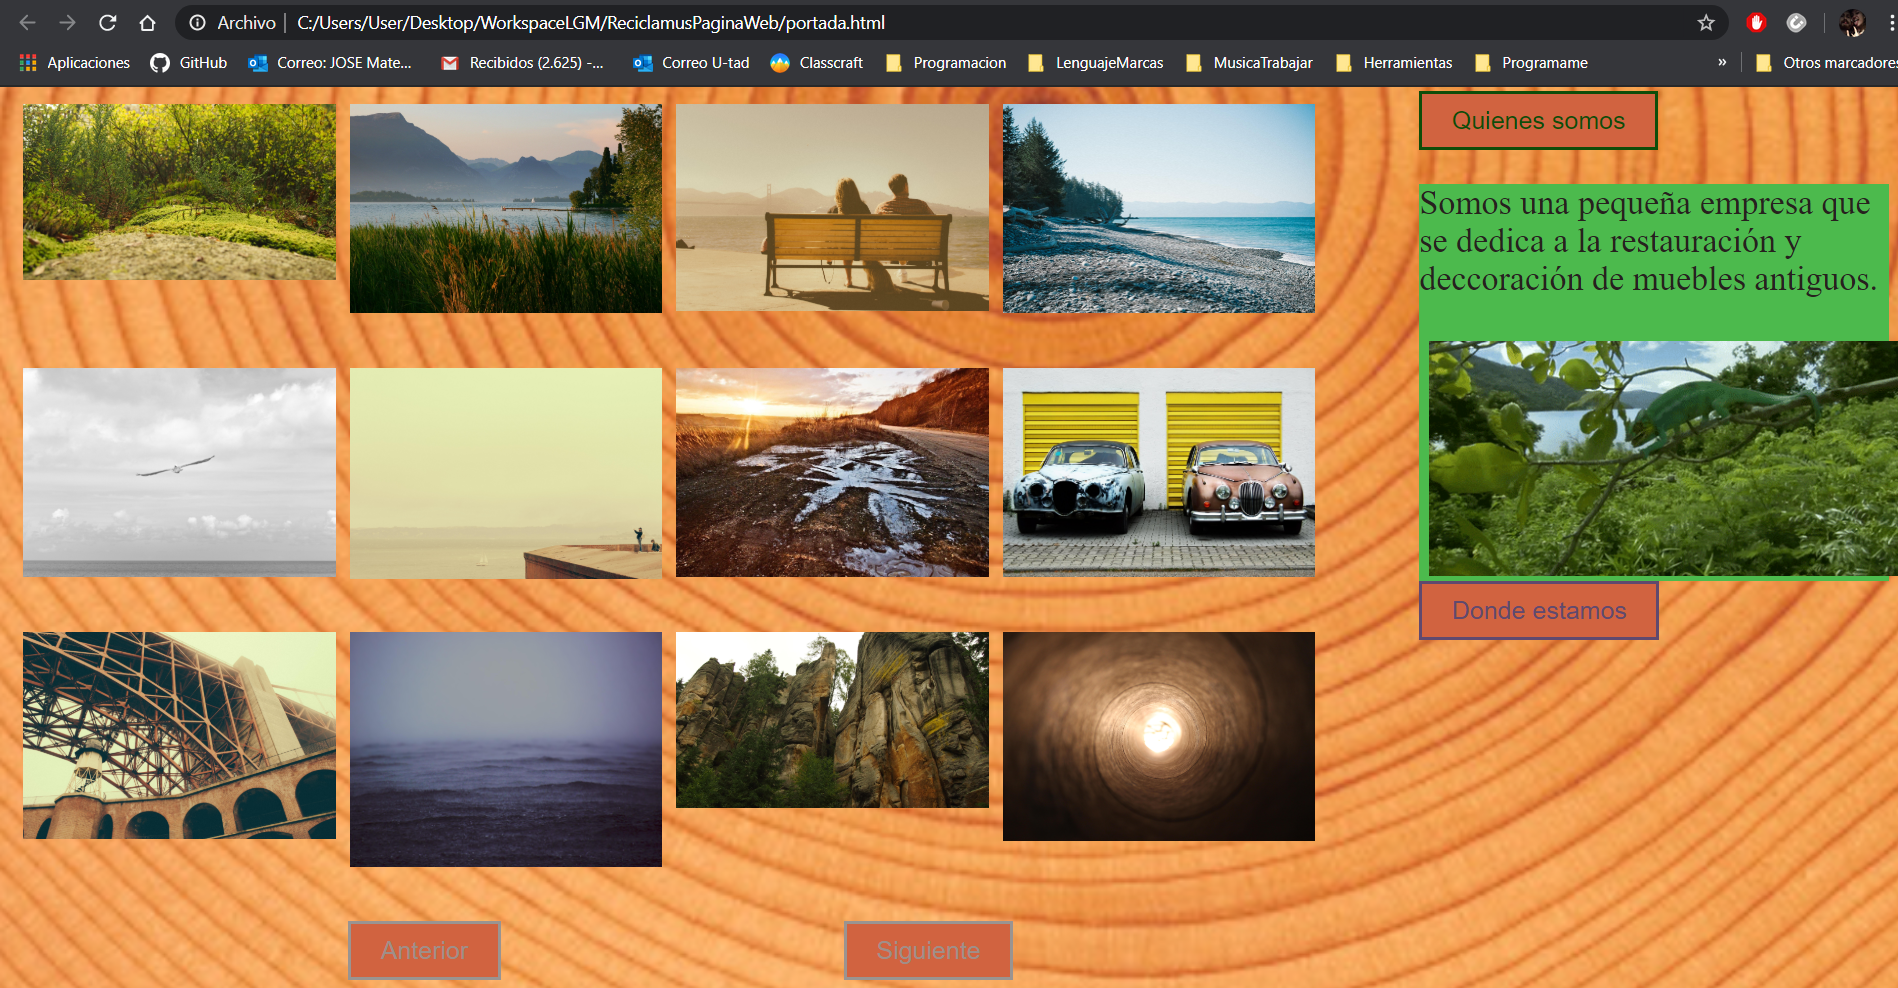 Archivo C:/Users/User/Desktop/WorkspaceLGM/ReciclamusPaginaWeb/portada.html
Aplicaciones GitHub Correo: JOSE Mate... Recibidos (2.625) -... Correo U-tad Classcraft Programacion LenguajeMarcas MusicaTrabajar Herramientas Programame » Otros marcadores
Quienes somos
Somos una pequeña empresa que
se dedica a la restauración y
deccoración de muebles antiguos.
Donde estamos
Anterior Siguiente